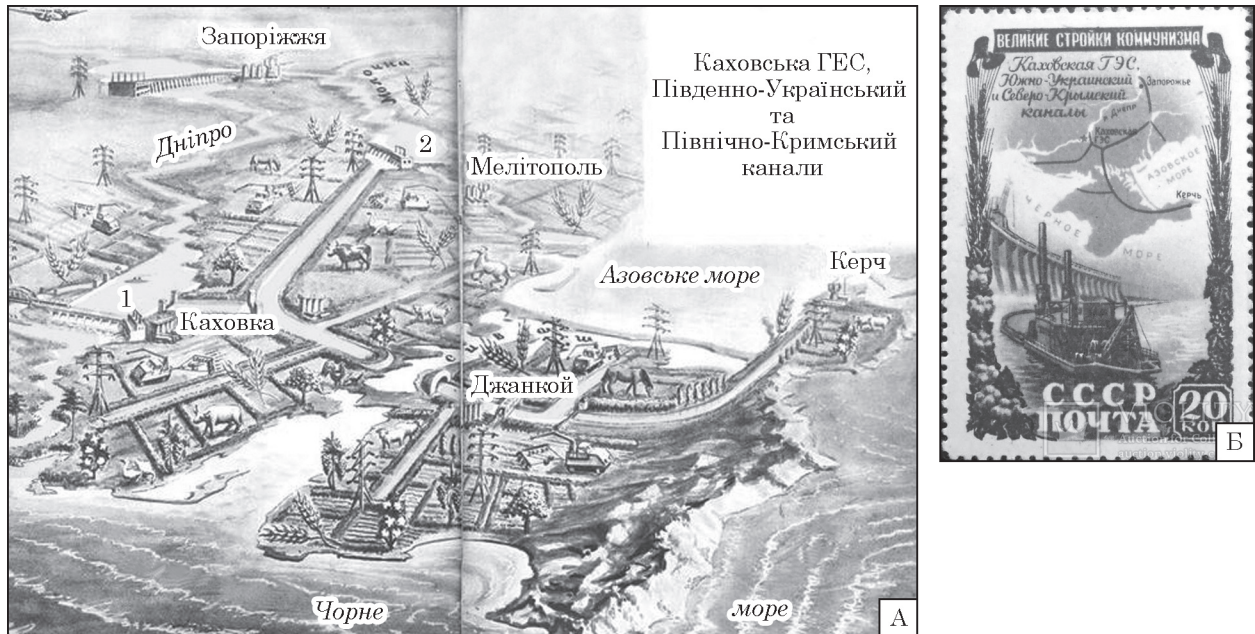 Запоріжжя
Молочна
Каховська ГЕС,
Південно-Український
та
Північно-Кримський
канали
Дніпро
2
Мелітополь
Азовське море
Керч
1
Каховка
Джанкой
Чорне
море
А
ВЕЛИКИЕ СТРОЙКИ КОММУНИЗМА
Каховская ГЭС.
Южно-Украинский
и Северо-Крымский
каналы
Запорожье
р. Днепр
Каховская
ГЭС
АЗОВСКОЕ
МОРЕ
Керчь
ЧЕРНОЕ
МОРЕ
СССР
ПОЧТА
20
КОП
Б